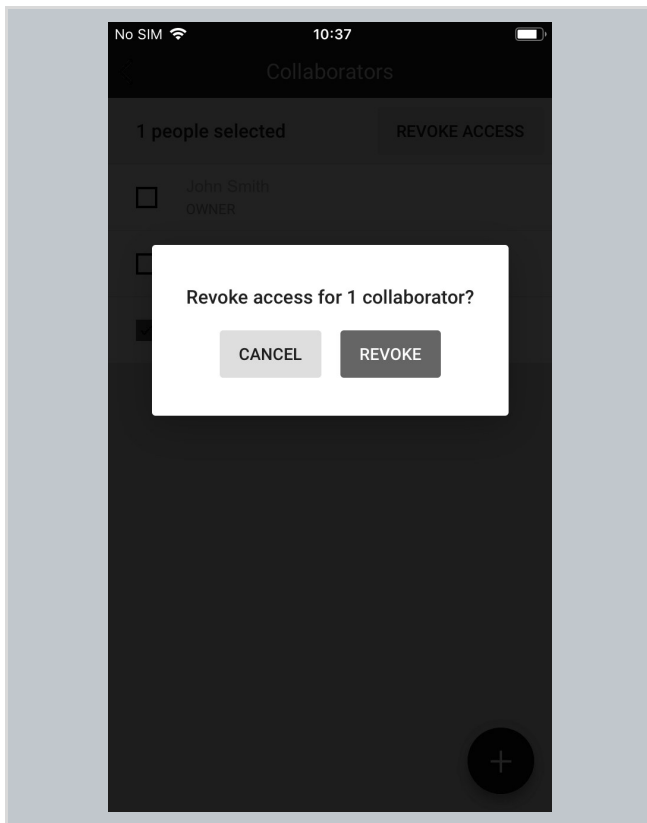 No SIM 10:37
Collaborators
1 people selected REVOKE ACCESS
John Smith
OWNER
Revoke access for 1 collaborator?
CANCEL REVOKE